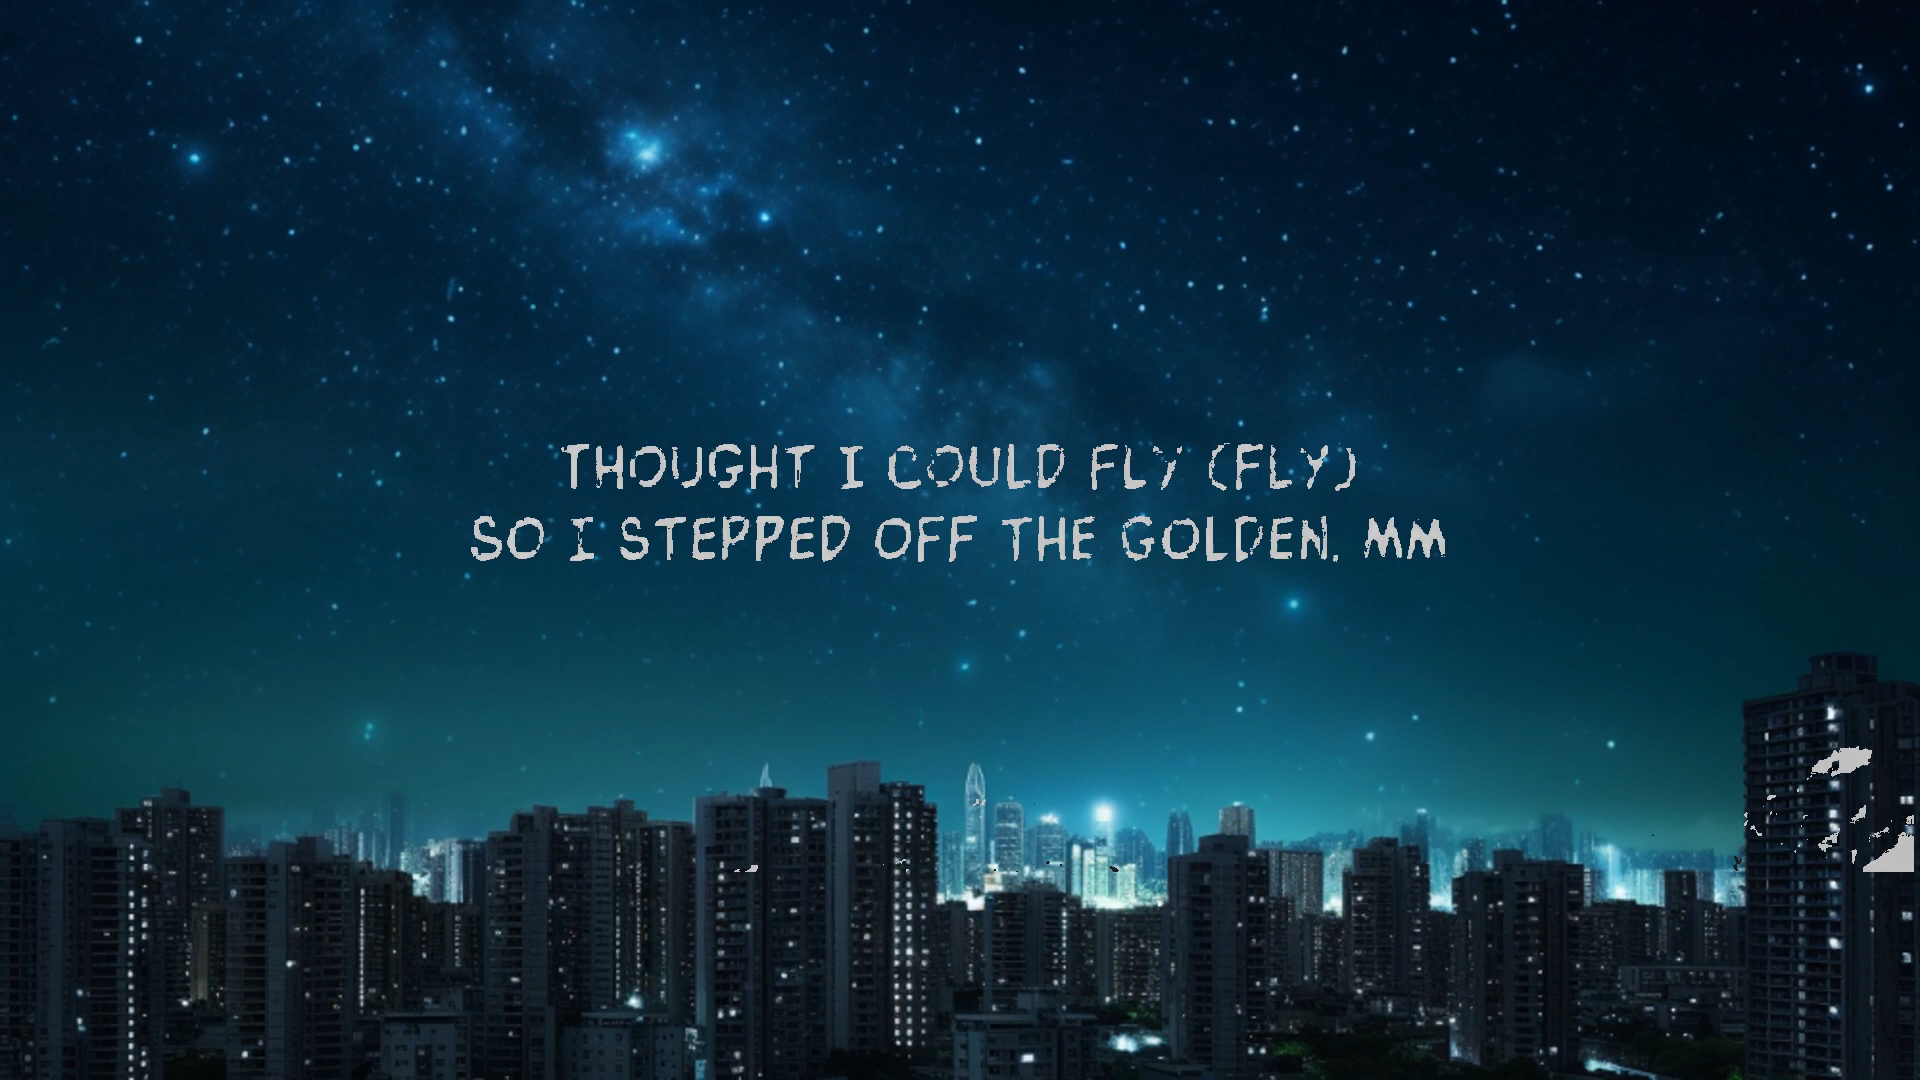 THOUGHT I COULD FLY (FLY)
SO I STEPPED OFF THE GOLDEN, MM